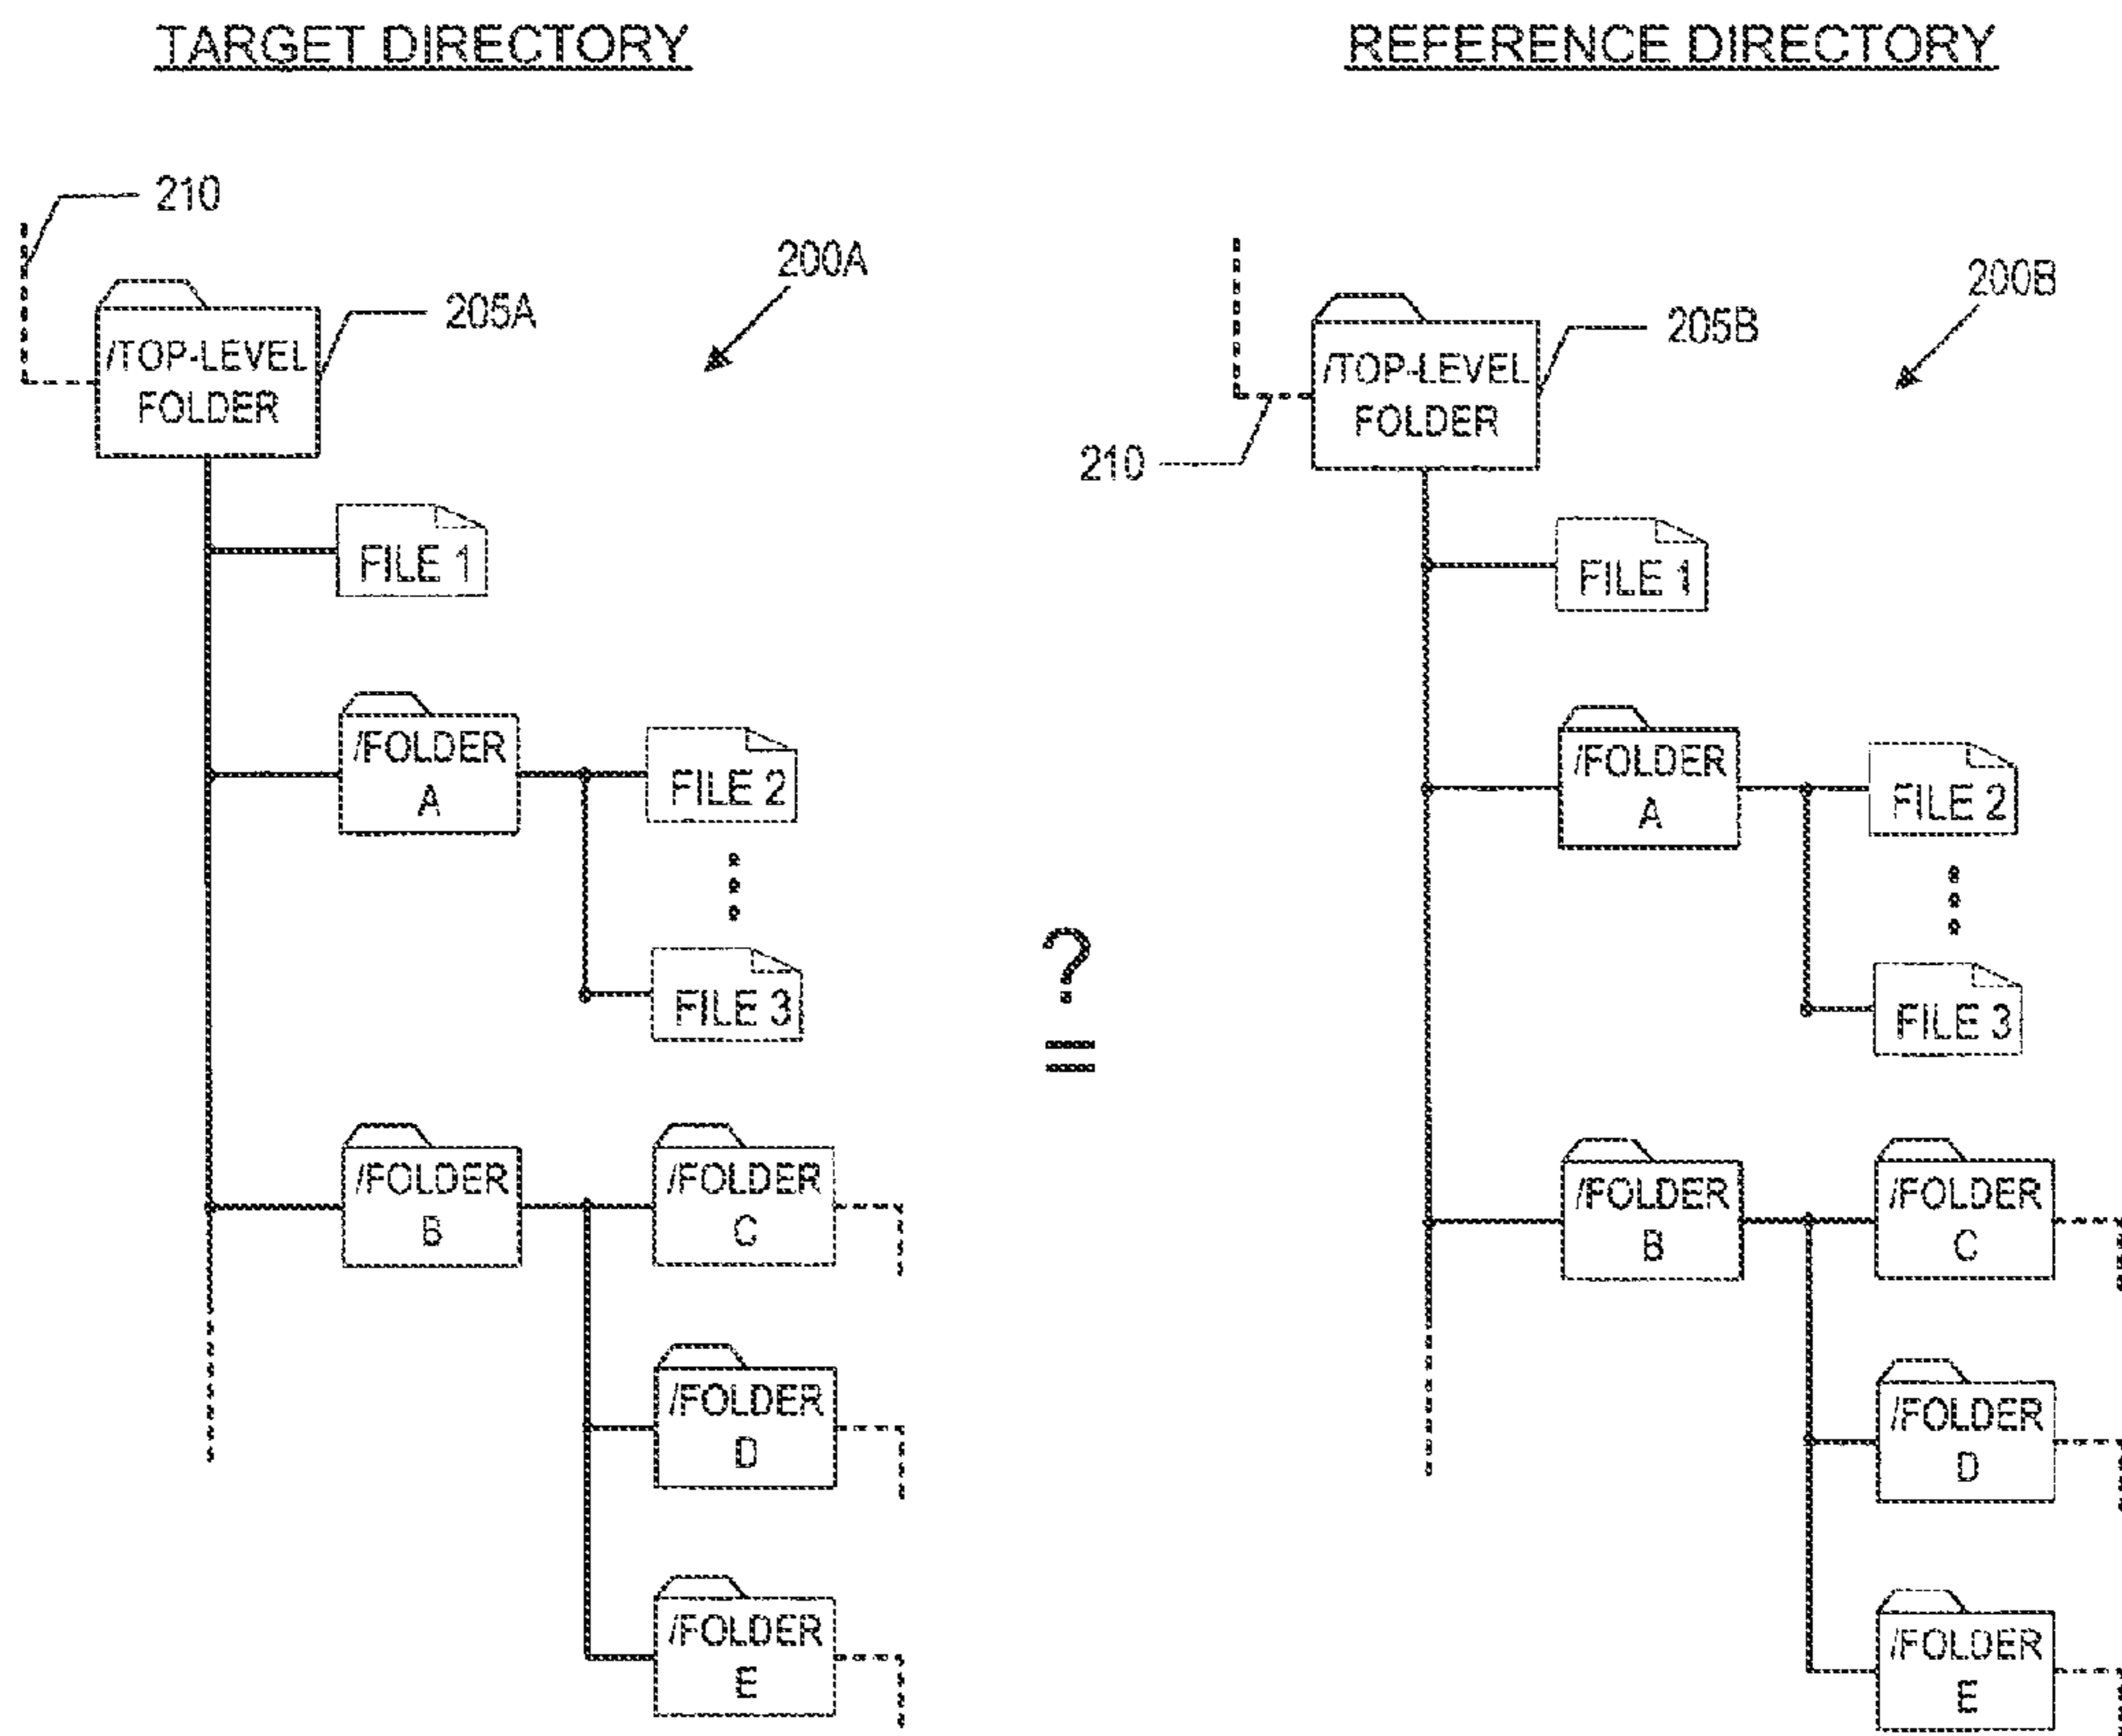 TARGET DIRECTORY
210
200A
205A
/TOP-LEVEL
FOLDER
FILE 1
/FOLDER
A
FILE 2
FILE 3
/FOLDER
B
/FOLDER
C
/FOLDER
D
/FOLDER
E
?
=
REFERENCE DIRECTORY
200B
205B
/TOP-LEVEL
FOLDER
210
FILE 1
/FOLDER
A
FILE 2
FILE 3
/FOLDER
B
/FOLDER
C
/FOLDER
D
/FOLDER
E